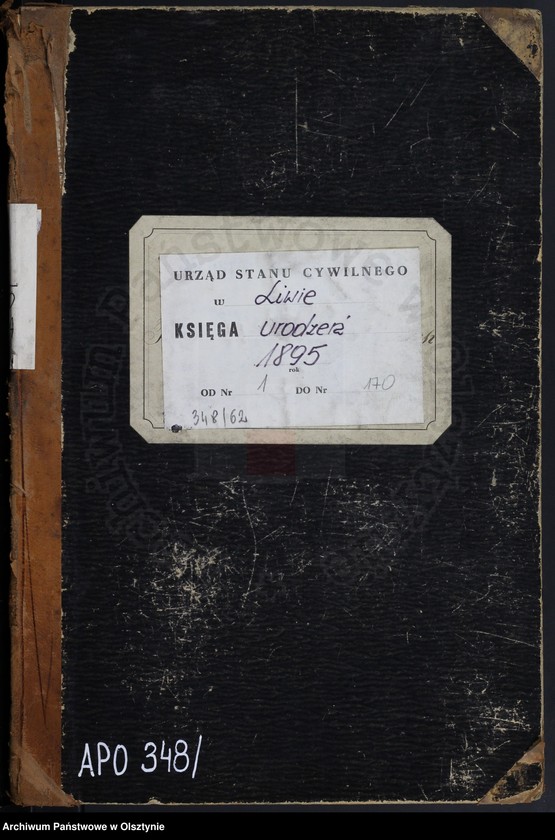 URZĄD STANU CYWILNEGO
w Liwie
KSIĘGA urodzeń
1895
rok
OD Nr 1 DO Nr 170
348/62
APO 348/
Archiwum Państwowe w Olsztynie